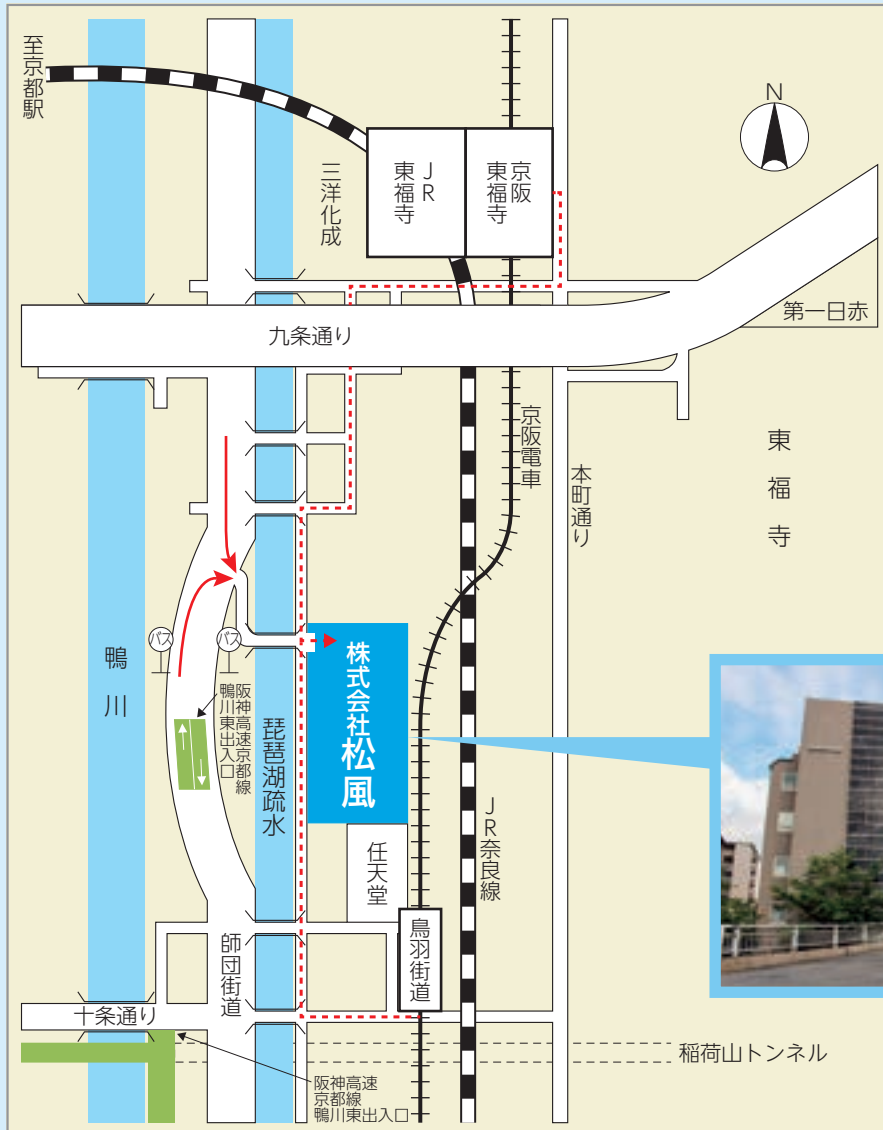 至京都駅
三洋化成
JR
東福寺
京阪
東福寺
N
九条通り
第一日赤
京阪電車
本町通り
東福寺
鴨川
バス
バス
阪神高速京都線
鴨川東出入口
琵琶湖疏水
株式会社松風
JR奈良線
任天堂
鳥羽街道
師団街道
十条通り
稲荷山トンネル
阪神高速
京都線
鴨川東出入口